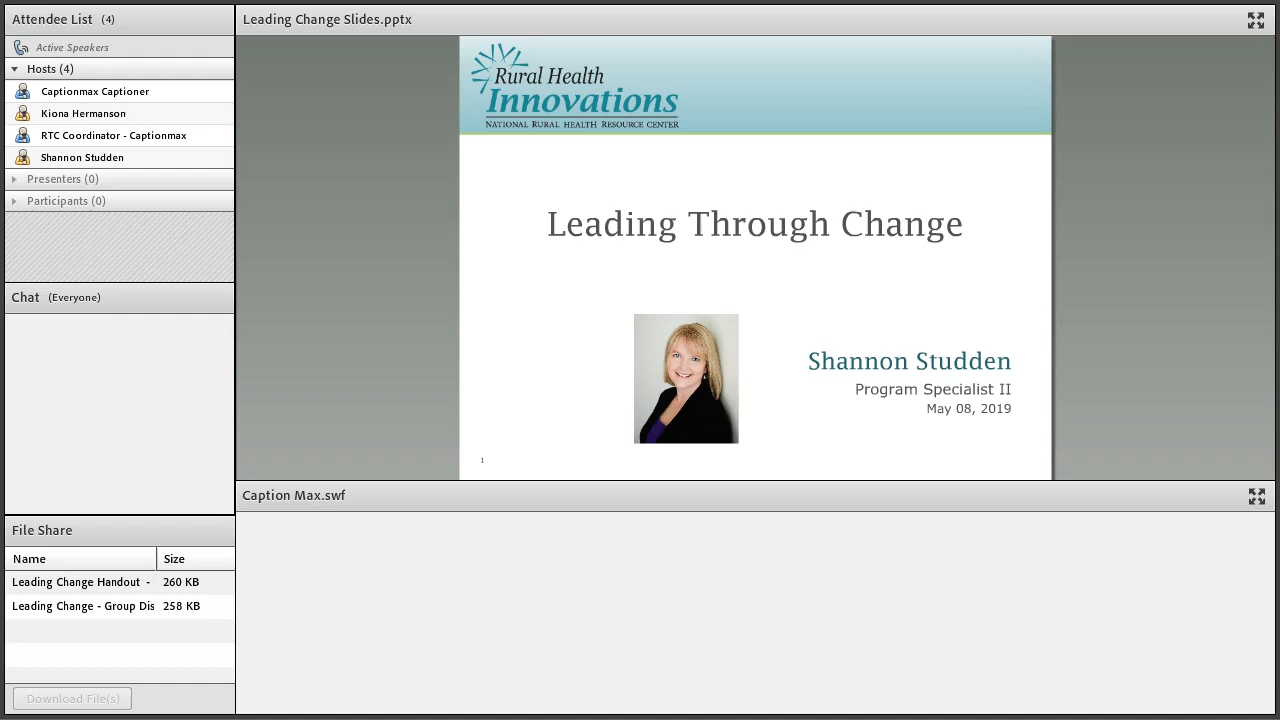 Attendee List (4)
Active Speakers
Hosts (4)
Captionmax Captioner
Kiona Hermanson
RTC Coordinator - Captionmax
Shannon Studden
Presenters (0)
Participants (0)
Chat (Everyone)
File Share
Name Size
Leading Change Handout - 260 KB
Leading Change - Group Dis 258 KB
Download File(s)
Leading Change Slides.pptx
Rural Health
Innovations
NATIONAL RURAL HEALTH RESOURCE CENTER
Leading Through Change
Shannon Studden
Program Specialist II
May 08, 2019
1
Caption Max.swf